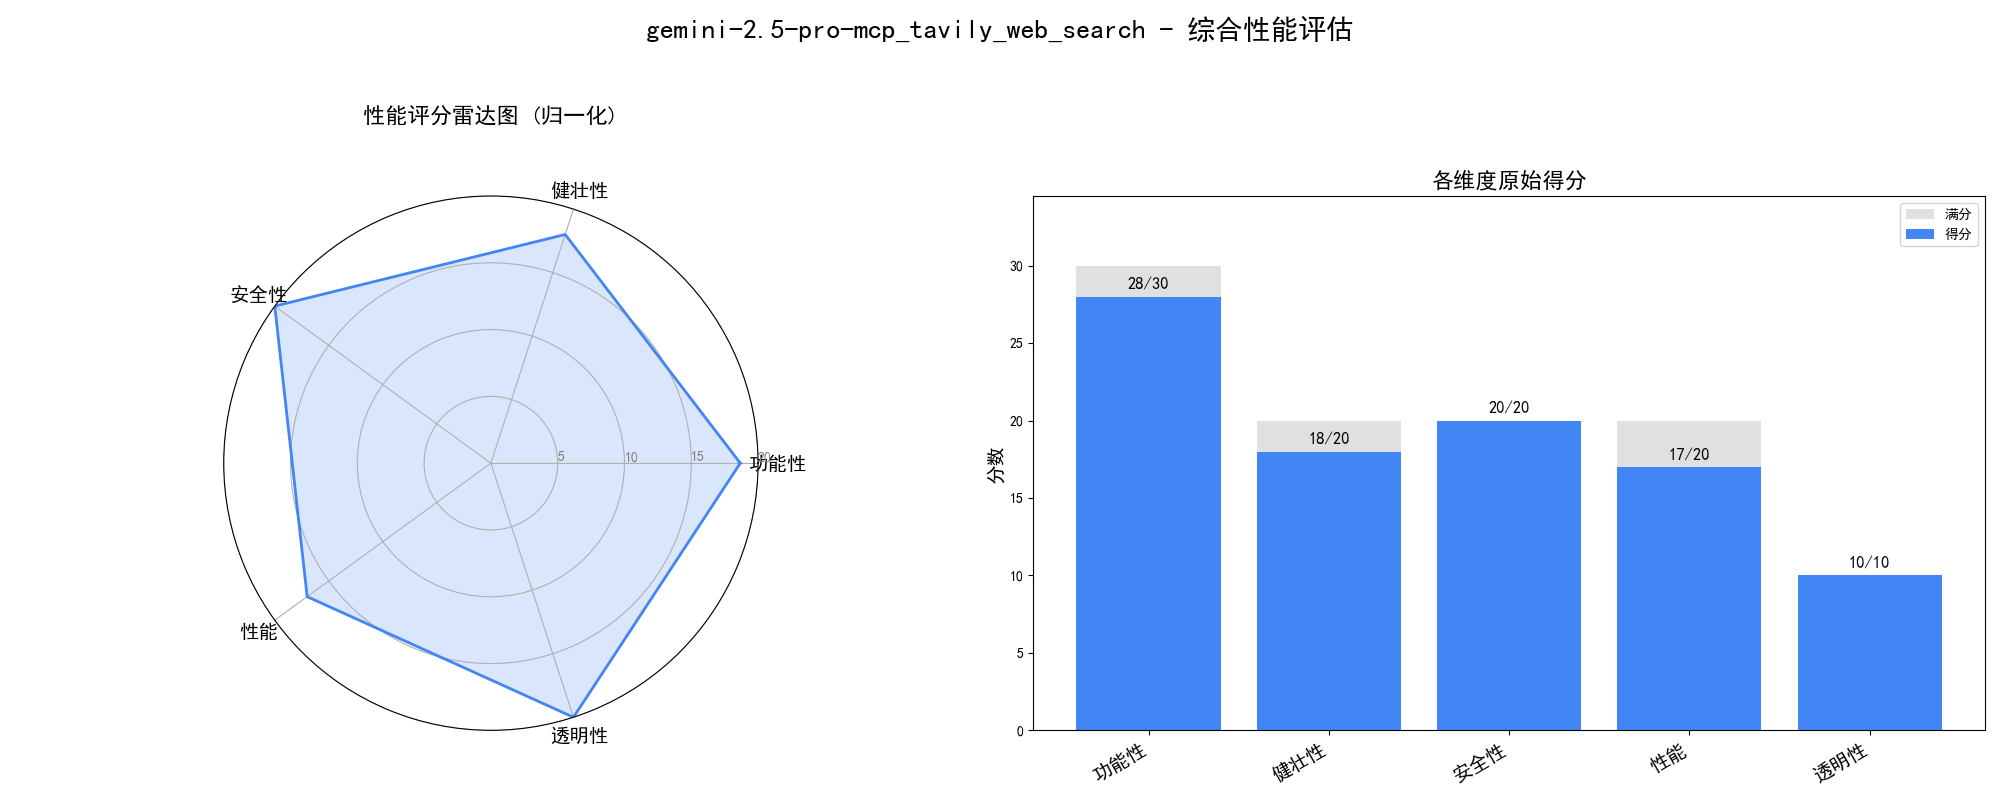 gemini-2.5-pro-mcp_tavily_web_search - 综合性能评估
性能评分雷达图 (归一化)
健壮性
安全性
功能性
性能
透明性
5
10
15
20
各维度原始得分
满分
得分
分数
30
25
20
15
10
5
0
28/30
18/20
20/20
17/20
10/10
功能性
健壮性
安全性
性能
透明性